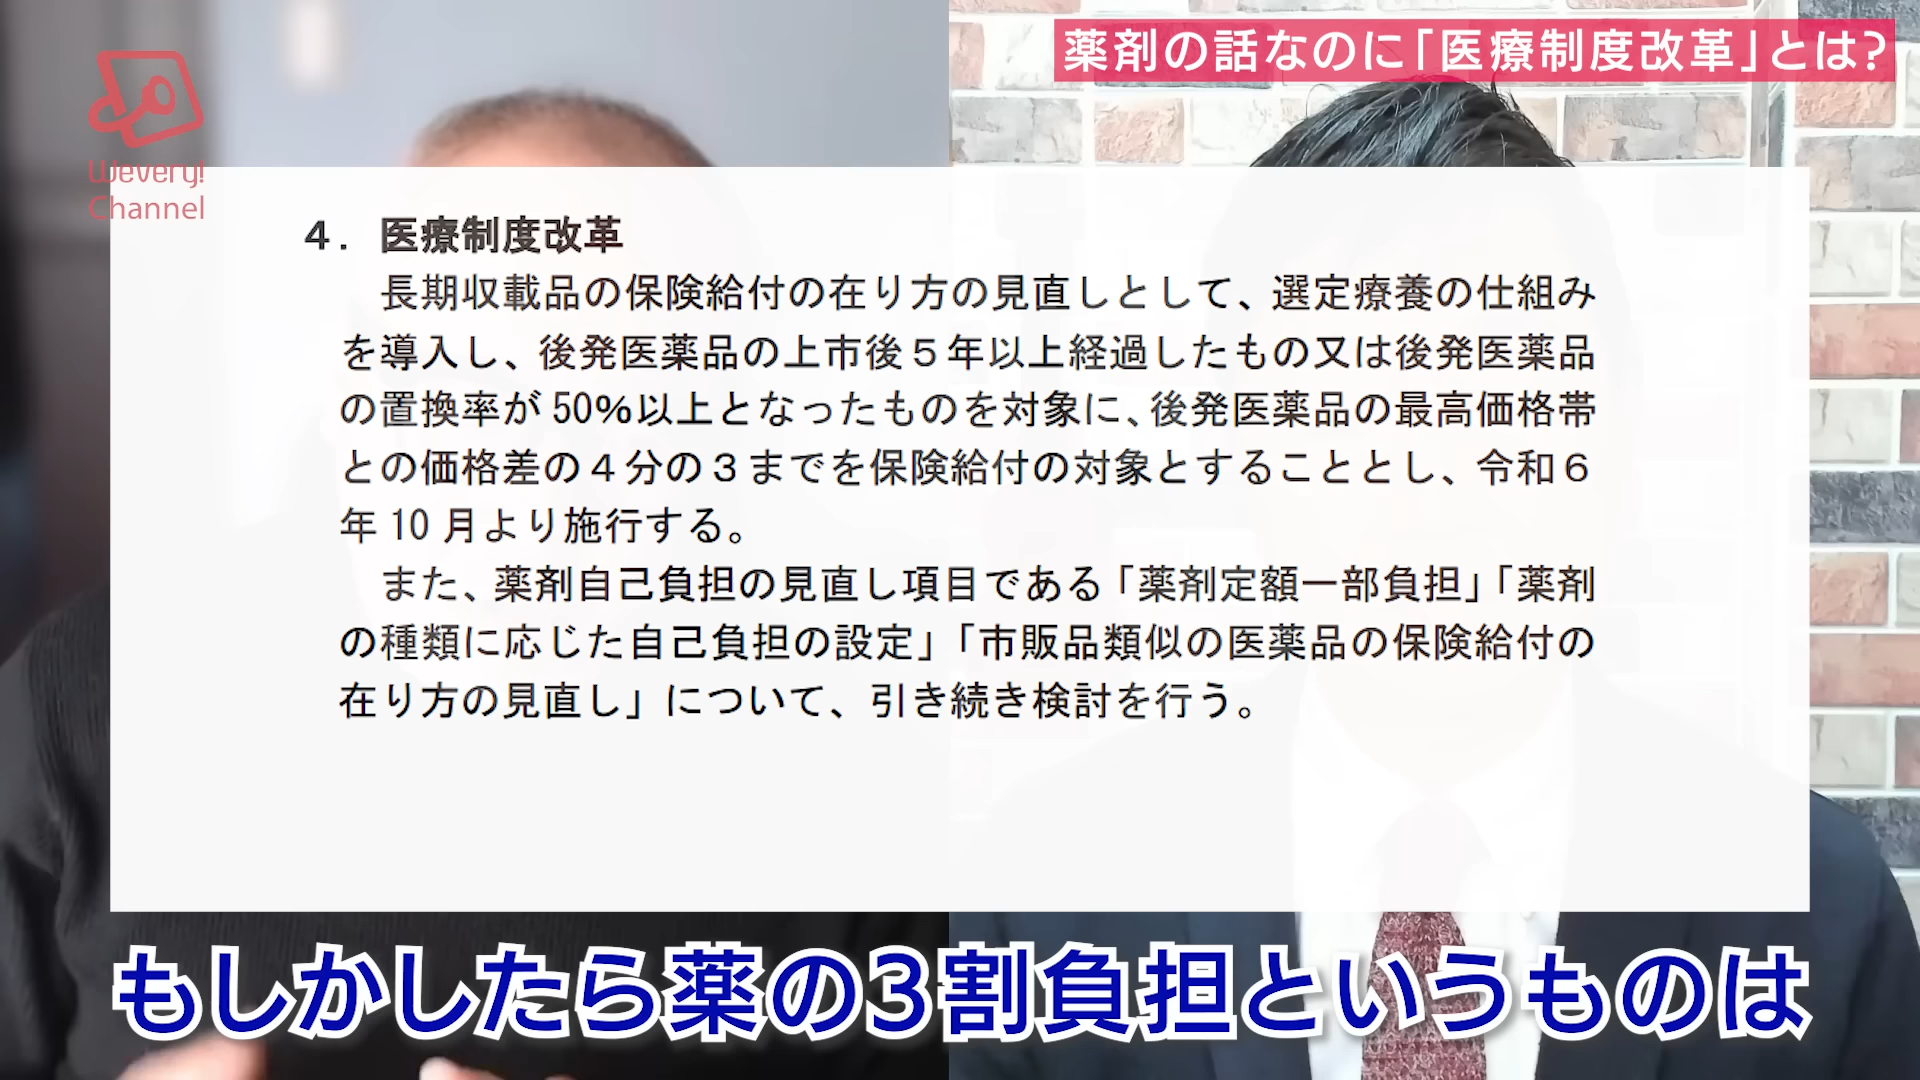 薬剤の話なのに「医療制度改革」とは?
Wevery!
Channel
４．医療制度改革
長期収載品の保険給付の在り方の見直しとして、選定療養の仕組み
を導入し、後発医薬品の上市後５年以上経過したもの又は後発医薬品
の置換率が50%以上となったものを対象に、後発医薬品の最高価格帯
との価格差の４分の３までを保険給付の対象とすることとし、令和６
年10月より施行する。
また、薬剤自己負担の見直し項目である「薬剤定額一部負担」「薬剤
の種類に応じた自己負担の設定」「市販品類似の医薬品の保険給付の
在り方の見直し」について、引き続き検討を行う。
もしかしたら薬の3割負担というものは